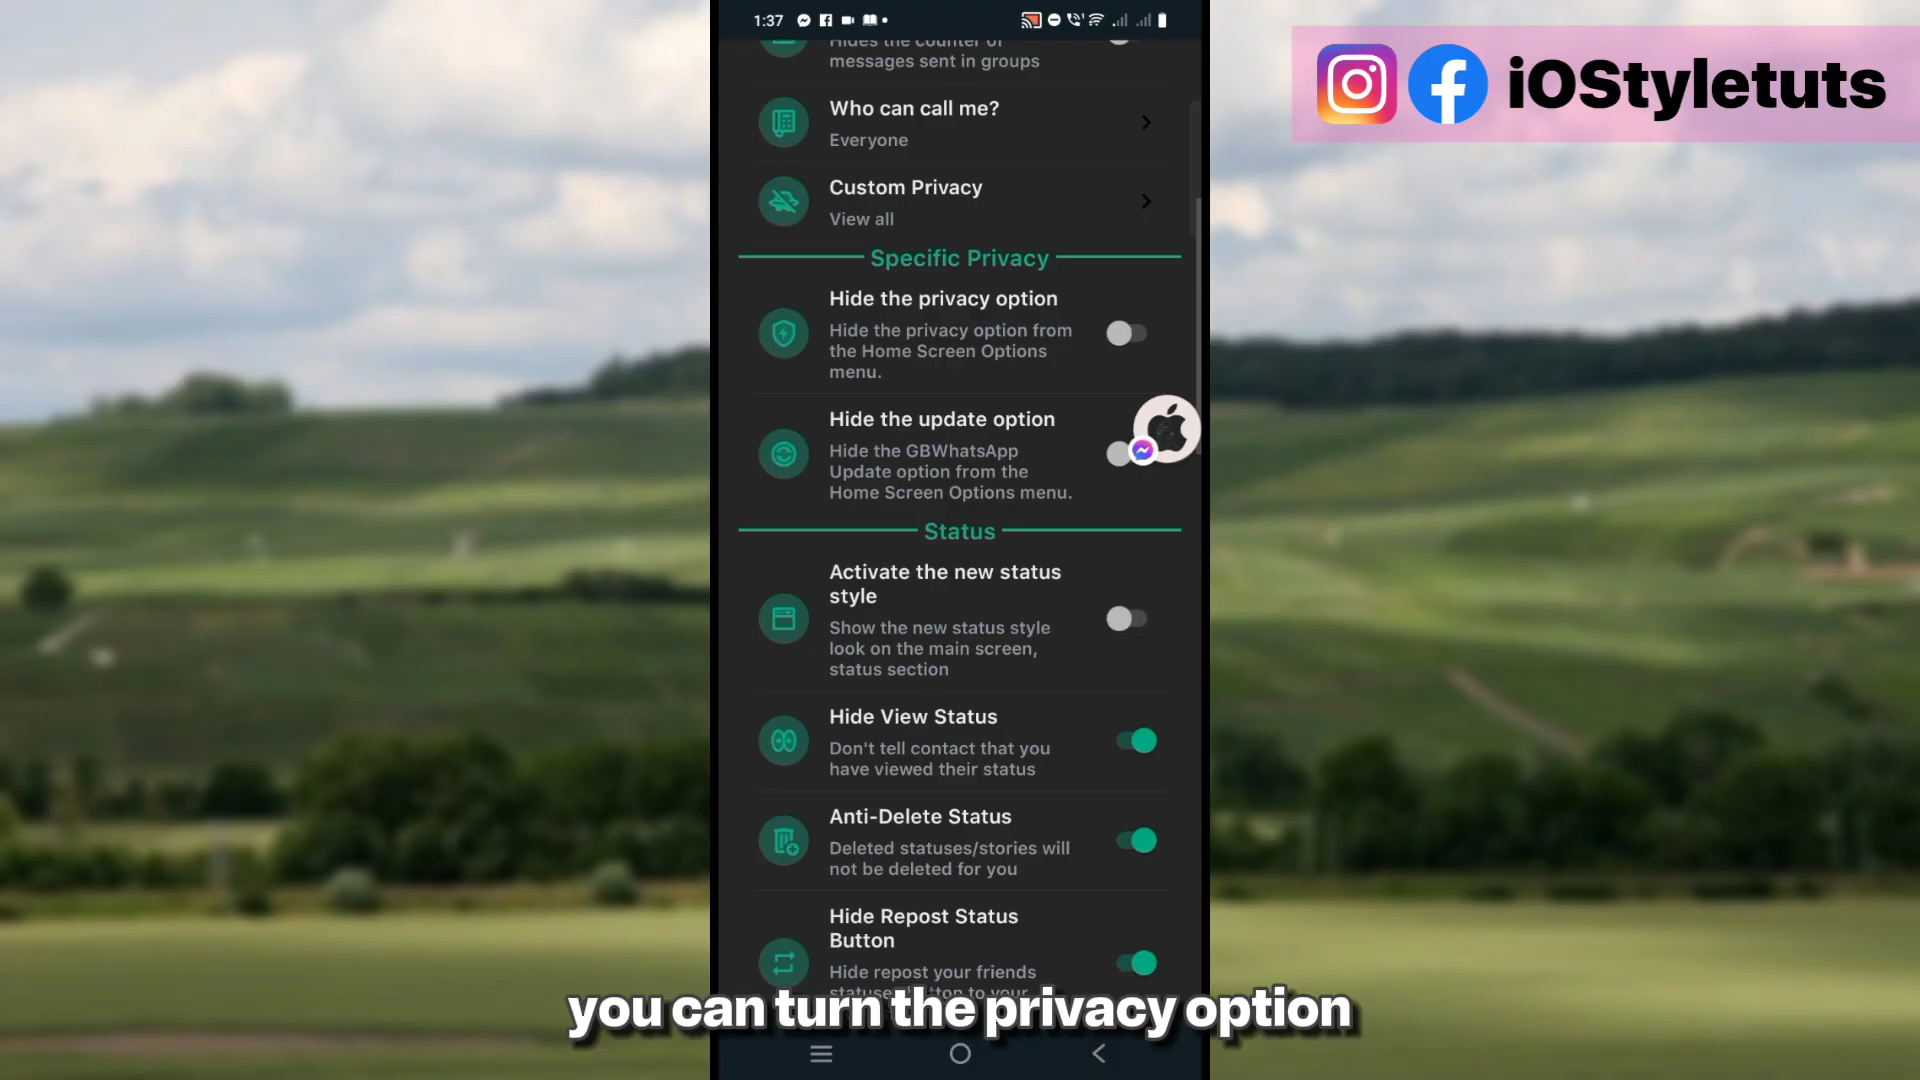 1:37
iOStyletuts
Hides the counter of
messages sent in groups
Who can call me?
Everyone
Custom Privacy
View all
Specific Privacy
Hide the privacy option
Hide the privacy option from
the Home Screen Options
menu.
Hide the update option
Hide the GBWhatsApp
Update option from the
Home Screen Options menu.
Status
Activate the new status
style
Show the new status style
look on the main screen,
status section
Hide View Status
Don't tell contact that you
have viewed their status
Anti-Delete Status
Deleted statuses/stories will
not be deleted for you
Hide Repost Status
Button
Hide repost your friends
you can turn the privacy option